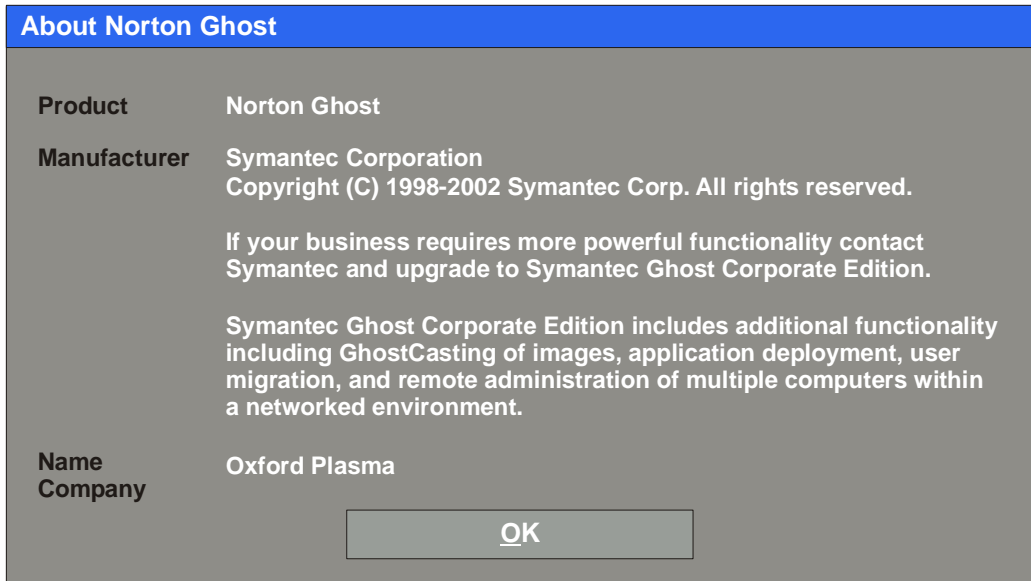 About Norton Ghost
Product Norton Ghost
Manufacturer Symantec Corporation
Copyright (C) 1998-2002 Symantec Corp. All rights reserved.
If your business requires more powerful functionality contact
Symantec and upgrade to Symantec Ghost Corporate Edition.
Symantec Ghost Corporate Edition includes additional functionality
including GhostCasting of images, application deployment, user
migration, and remote administration of multiple computers within
a networked environment.
Name Oxford Plasma
Company
OK